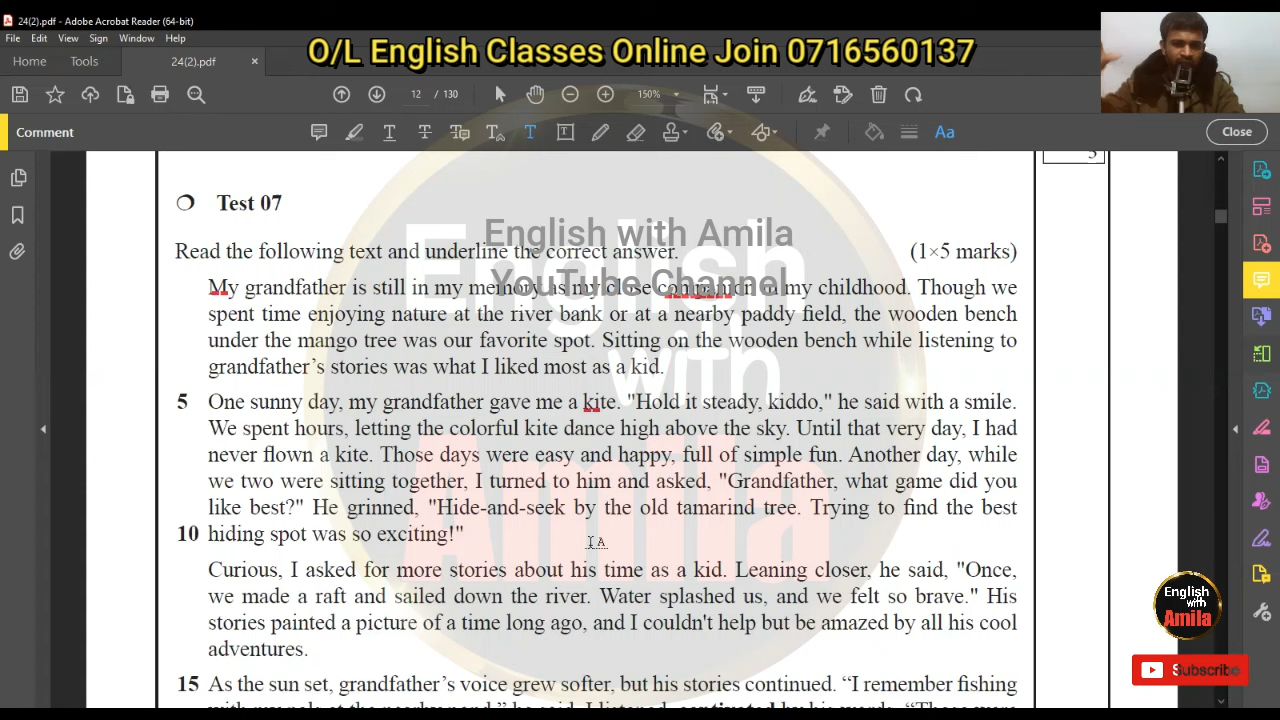 24(2).pdf - Adobe Acrobat Reader (64-bit)
File Edit View Sign Window Help
O/L English Classes Online Join 0716560137
Home Tools 24(2).pdf ×
12 / 130 150%
Comment
Close
5
Test 07
English with Amila
Read the following text and underline the correct answer. (1×5 marks)
YouTube Channel
My grandfather is still in my memory as my close companion in my childhood. Though we
spent time enjoying nature at the river bank or at a nearby paddy field, the wooden bench
under the mango tree was our favorite spot. Sitting on the wooden bench while listening to
grandfather's stories was what I liked most as a kid.
5 One sunny day, my grandfather gave me a kite. "Hold it steady, kiddo," he said with a smile.
We spent hours, letting the colorful kite dance high above the sky. Until that very day, I had
never flown a kite. Those days were easy and happy, full of simple fun. Another day, while
we two were sitting together, I turned to him and asked, "Grandfather, what game did you
like best?" He grinned, "Hide-and-seek by the old tamarind tree. Trying to find the best
10 hiding spot was so exciting!"
Curious, I asked for more stories about his time as a kid. Leaning closer, he said, "Once,
we made a raft and sailed down the river. Water splashed us, and we felt so brave." His
stories painted a picture of a time long ago, and I couldn't help but be amazed by all his cool
adventures.
15 As the sun set, grandfather's voice grew softer, but his stories continued. “I remember fishing
English
with
Amila
English
with
Amila
Subscribe